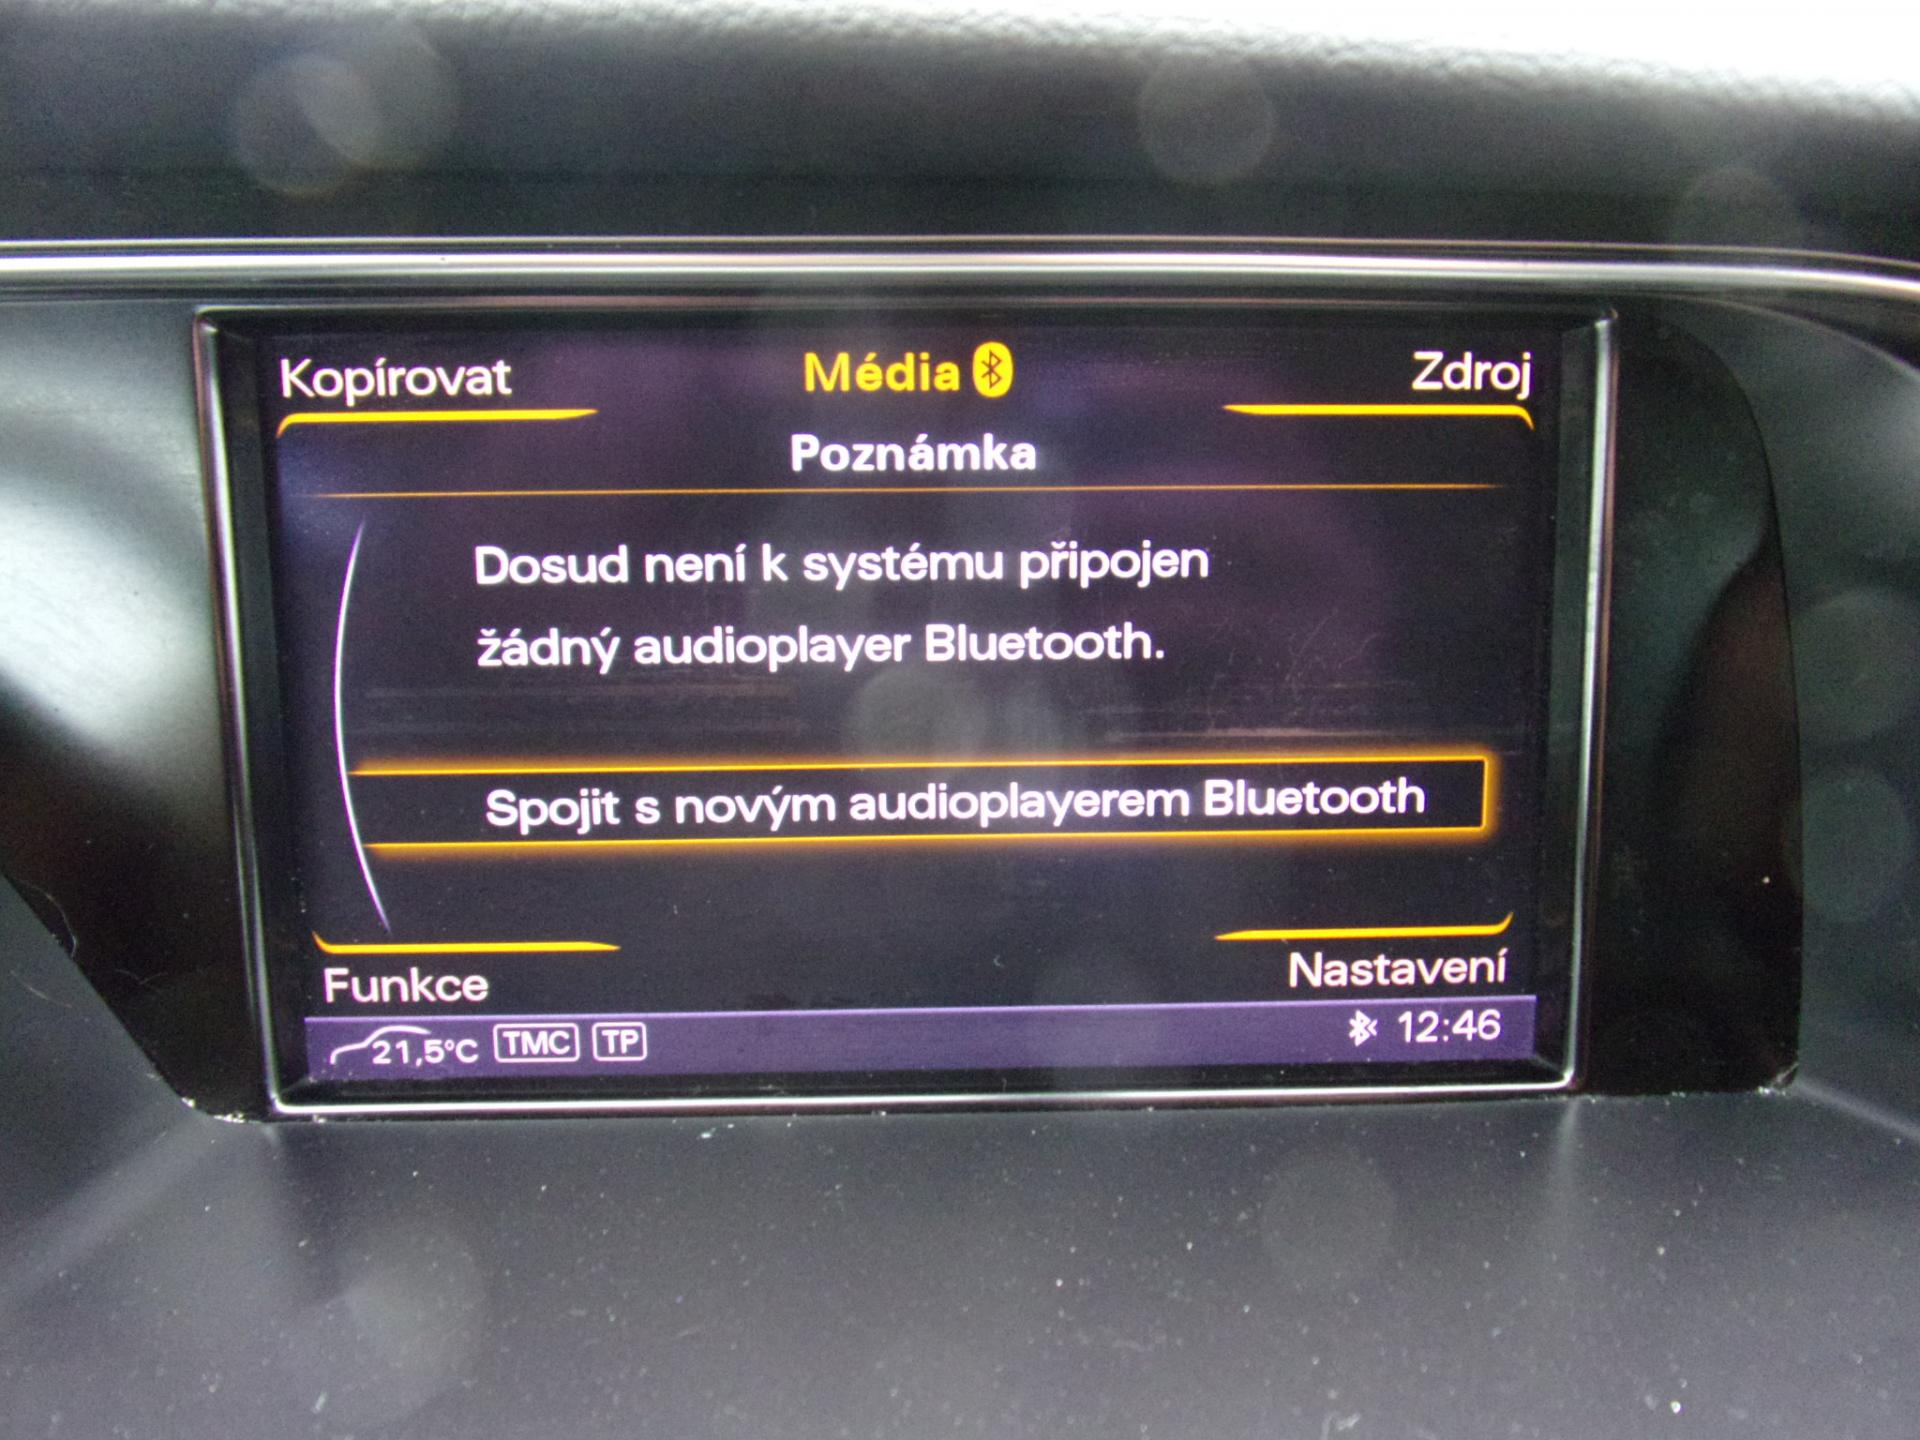 Kopírovat Média Zdroj
Poznámka
Dosud není k systému připojen
žádný audioplayer Bluetooth.
Spojit s novým audioplayerem Bluetooth
Funkce Nastavení
21,5°C TMC TP 12:46